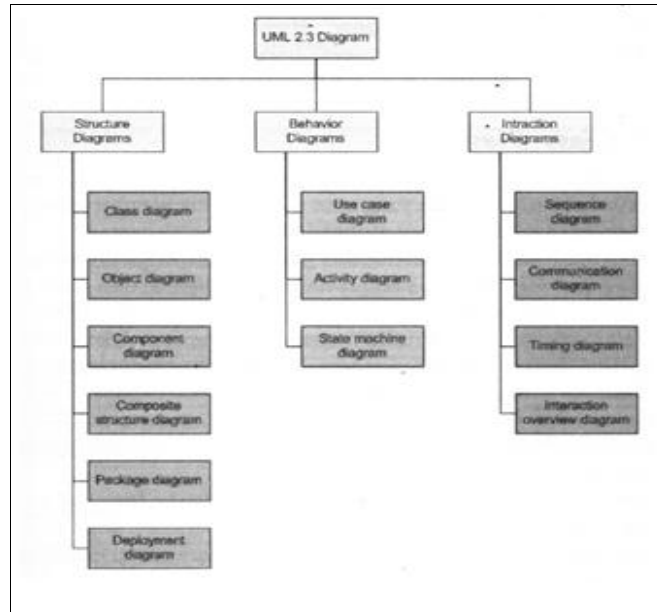 UML 2.3 Diagram
Structure
Diagrams
Behavior
Diagrams
Intraction
Diagrams
Class diagram
Object diagram
Component
diagram
Composite
structure diagram
Package diagram
Deployment
diagram
Use case
diagram
Activity diagram
State machine
diagram
Sequence
diagram
Communication
diagram
Timing diagram
Interaction
overview diagram